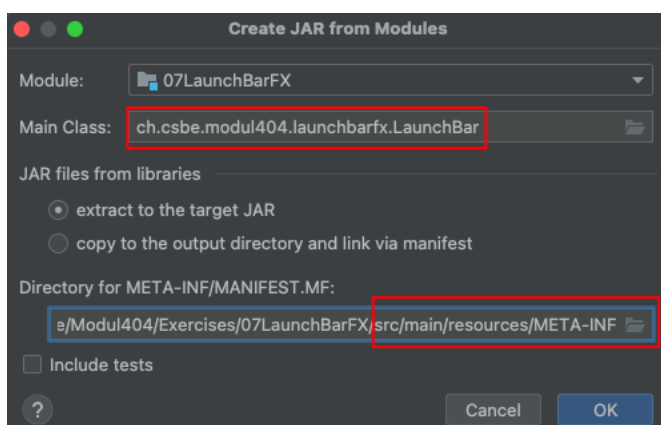 Create JAR from Modules
Module: 07LaunchBarFX
Main Class: ch.csbe.modul404.launchbarfx.LaunchBar
JAR files from libraries
extract to the target JAR
copy to the output directory and link via manifest
Directory for META-INF/MANIFEST.MF:
e/Modul404/Exercises/07LaunchBarFX/src/main/resources/META-INF
Include tests
? Cancel OK